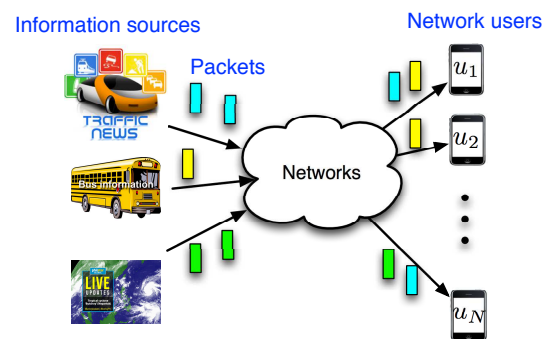 Information sources
Network users
Packets
TRAFFIC
NEWS
Bus Information
LIVE
UPDATES
Networks
u1
u2
uN